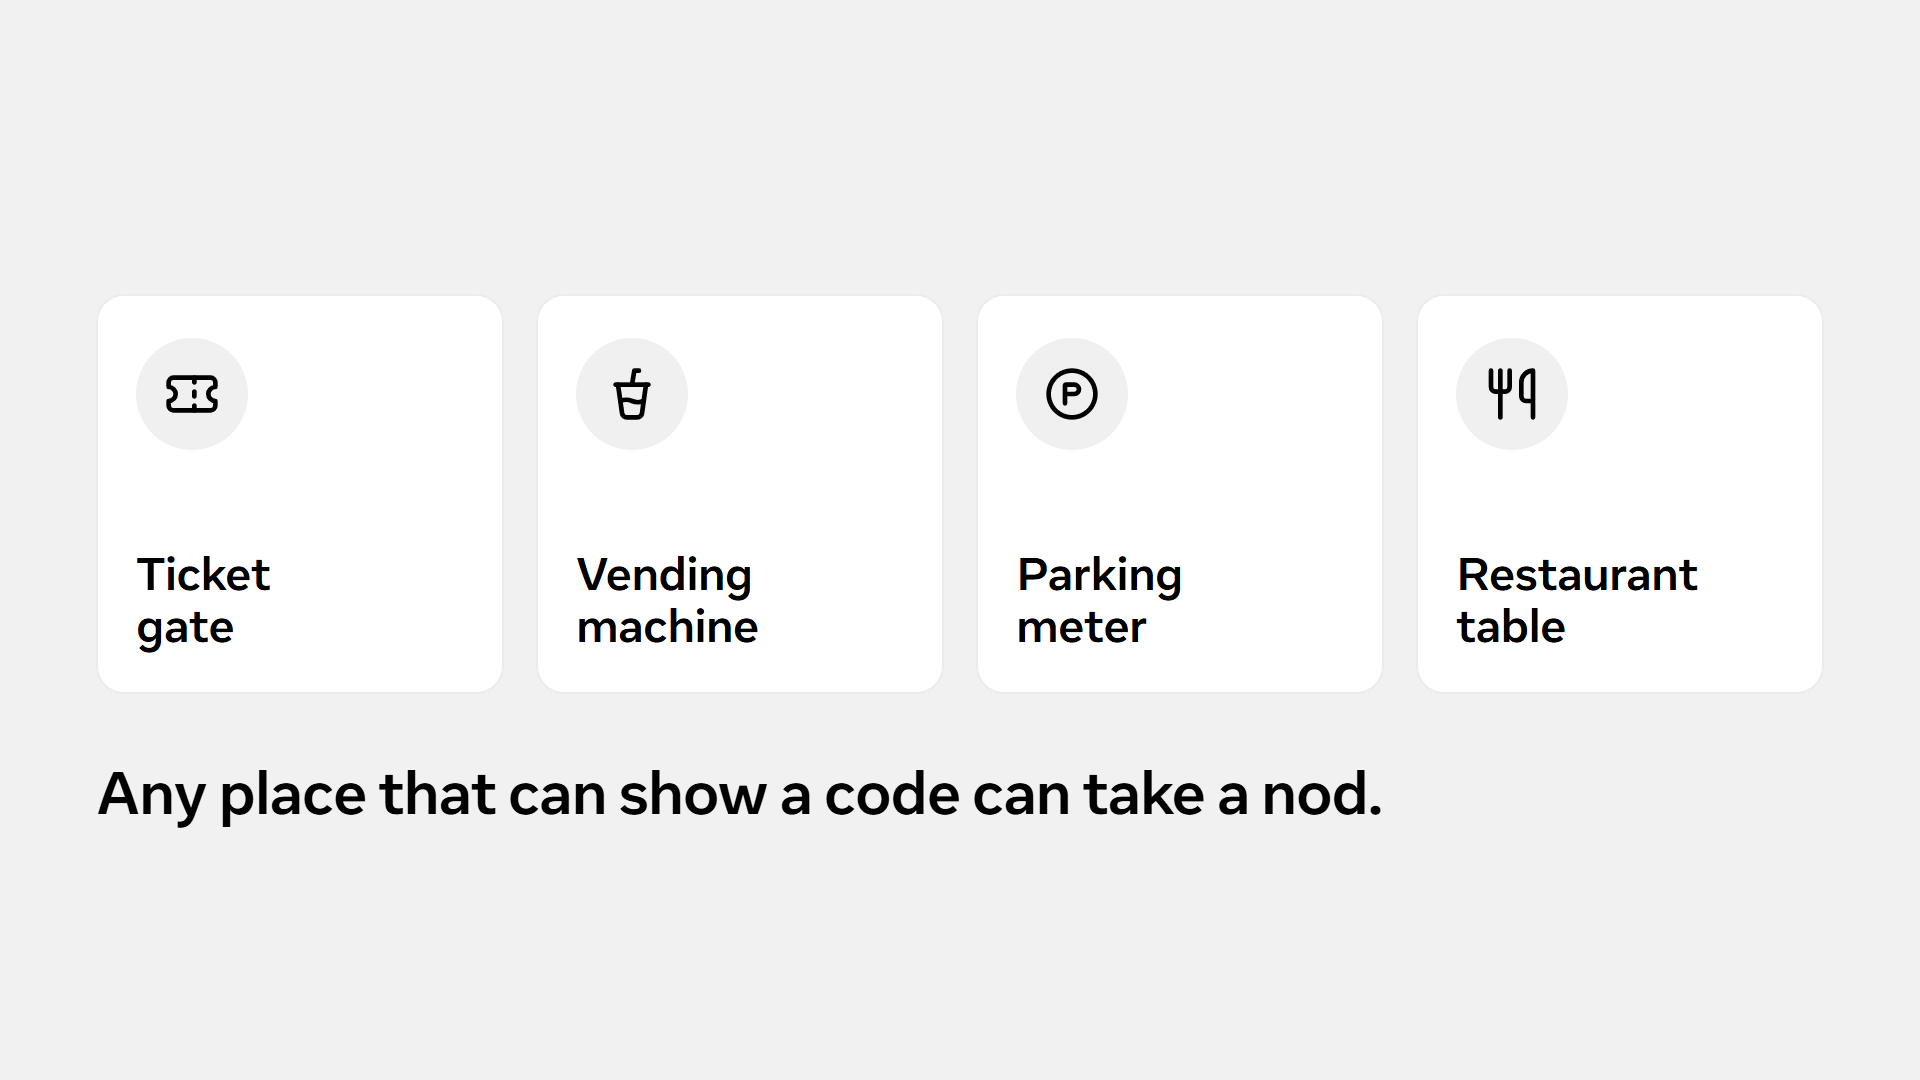 Ticket
gate
Vending
machine
Parking
meter
Restaurant
table
Any place that can show a code can take a nod.